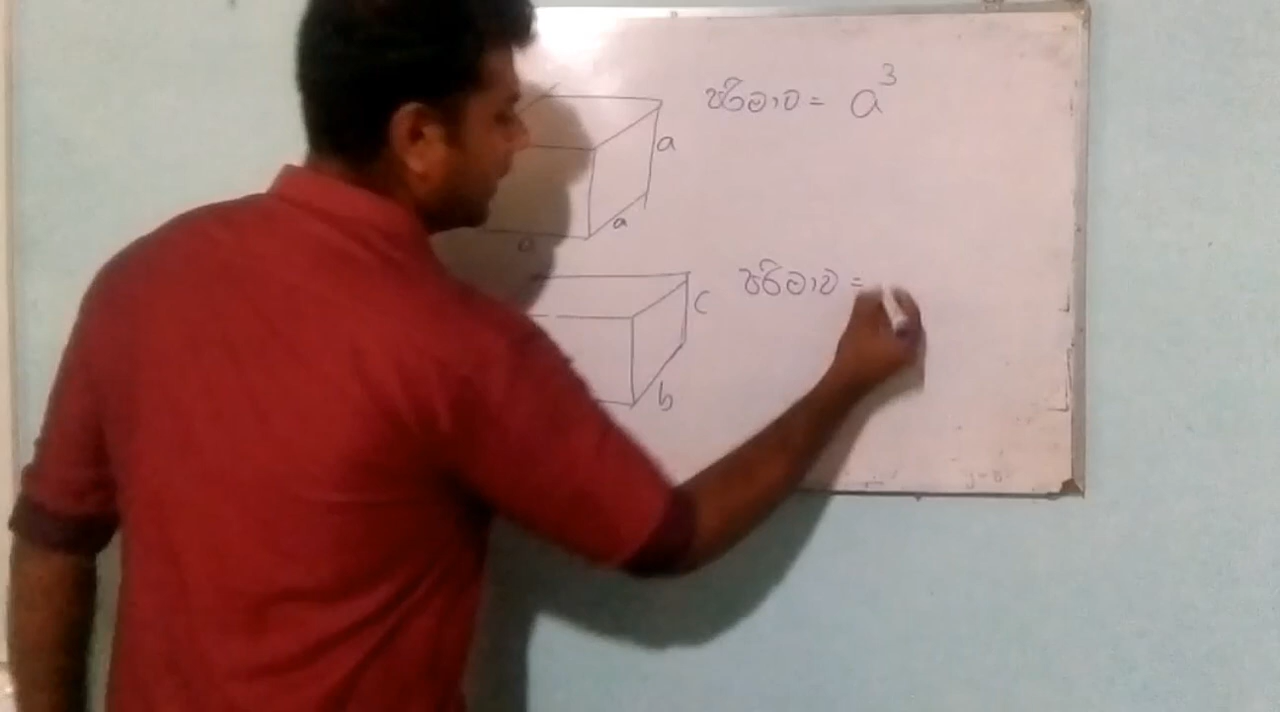 පරිමාව = a³
a
a
a
පරිමාව =
c
b